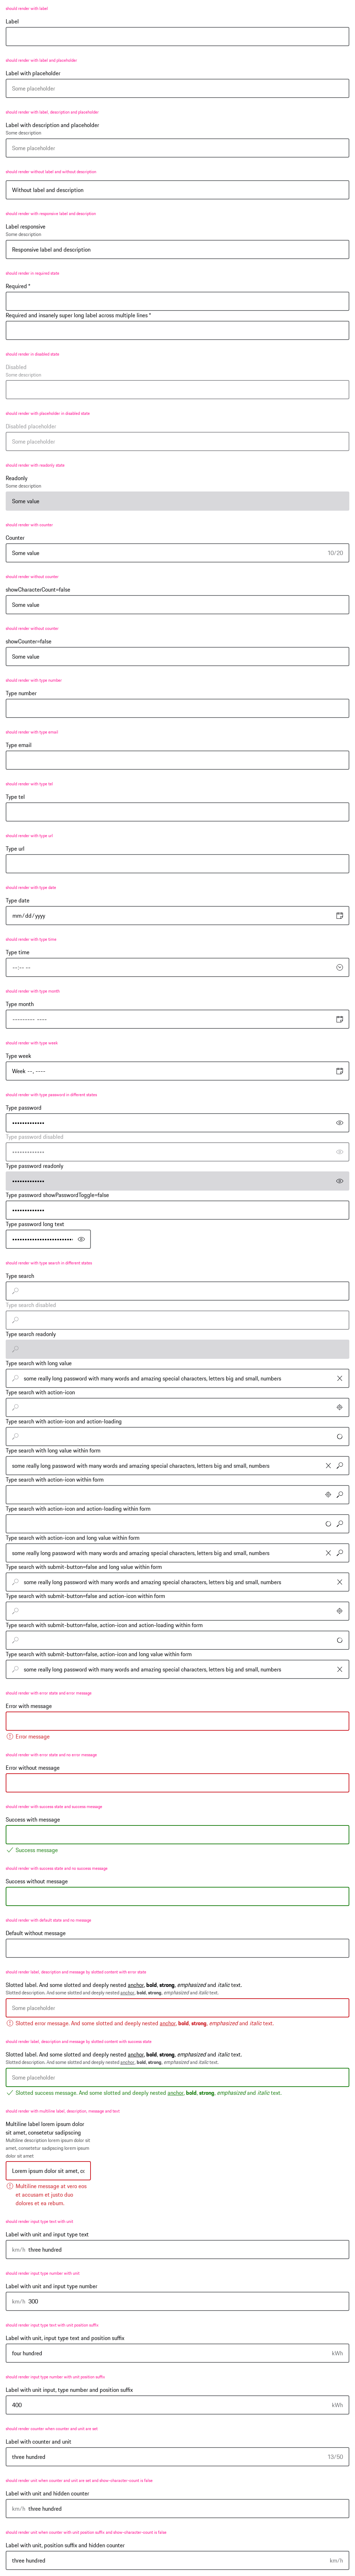 should render with label
Label
should render with label and placeholder
Label with placeholder
Some placeholder
should render with label, description and placeholder
Label with description and placeholder
Some description
Some placeholder
should render without label and without description
Without label and description
should render with responsive label and description
Label responsive
Some description
Responsive label and description
should render in required state
Required *
Required and insanely super long label across multiple lines *
should render in disabled state
Disabled
Some description
should render with placeholder in disabled state
Disabled placeholder
Some placeholder
should render with readonly state
Readonly
Some description
Some value
should render with counter
Counter
Some value 10/20
should render without counter
showCharacterCount=false
Some value
should render without counter
showCounter=false
Some value
should render with type number
Type number
should render with type email
Type email
should render with type tel
Type tel
should render with type url
Type url
should render with type date
Type date
mm/dd/yyyy
should render with type time
Type time
--:-- --
should render with type month
Type month
--------- ----
should render with type week
Type week
Week --, ----
should render with type password in different states
Type password
Type password disabled
Type password readonly
Type password showPasswordToggle=false
Type password long text
should render with type search in different states
Type search
Type search disabled
Type search readonly
Type search with long value
some really long password with many words and amazing special characters, letters big and small, numbers
Type search with action-icon
Type search with action-icon and action-loading
Type search with long value within form
some really long password with many words and amazing special characters, letters big and small, numbers
Type search with action-icon within form
Type search with action-icon and action-loading within form
Type search with action-icon and long value within form
some really long password with many words and amazing special characters, letters big and small, numbers
Type search with submit-button=false and long value within form
some really long password with many words and amazing special characters, letters big and small, numbers
Type search with submit-button=false and action-icon within form
Type search with submit-button=false, action-icon and action-loading within form
Type search with submit-button=false, action-icon and long value within form
some really long password with many words and amazing special characters, letters big and small, numbers
should render with error state and error message
Error with message
Error message
should render with error state and no error message
Error without message
should render with success state and success message
Success with message
Success message
should render with success state and no success message
Success without message
should render with default state and no message
Default without message
should render label, description and message by slotted content with error state
Slotted label. And some slotted and deeply nested anchor, bold, strong, emphasized and italic text.
Slotted description. And some slotted and deeply nested anchor, bold, strong, emphasized and italic text.
Some placeholder
Slotted error message. And some slotted and deeply nested anchor, bold, strong, emphasized and italic text.
should render label, description and message by slotted content with success state
Slotted label. And some slotted and deeply nested anchor, bold, strong, emphasized and italic text.
Slotted description. And some slotted and deeply nested anchor, bold, strong, emphasized and italic text.
Some placeholder
Slotted success message. And some slotted and deeply nested anchor, bold, strong, emphasized and italic text.
should render with multiline label, description, message and text
Multiline label lorem ipsum dolor
sit amet, consetetur sadipscing
Multiline description lorem ipsum dolor sit
amet, consetetur sadipscing lorem ipsum
dolor sit amet
Lorem ipsum dolor sit amet, co
Multiline message at vero eos
et accusam et justo duo
dolores et ea rebum.
should render input type text with unit
Label with unit and input type text
km/h three hundred
should render input type number with unit
Label with unit and input type number
km/h 300
should render input type text with unit position suffix
Label with unit, input type text and position suffix
four hundred kWh
should render input type number with unit position suffix
Label with unit input, type number and position suffix
400 kWh
should render counter when counter and unit are set
Label with counter and unit
three hundred 13/50
should render unit when counter and unit are set and show-character-count is false
Label with unit and hidden counter
km/h three hundred
should render unit when counter with unit position suffix and show-character-count is false
Label with unit, position suffix and hidden counter
three hundred km/h